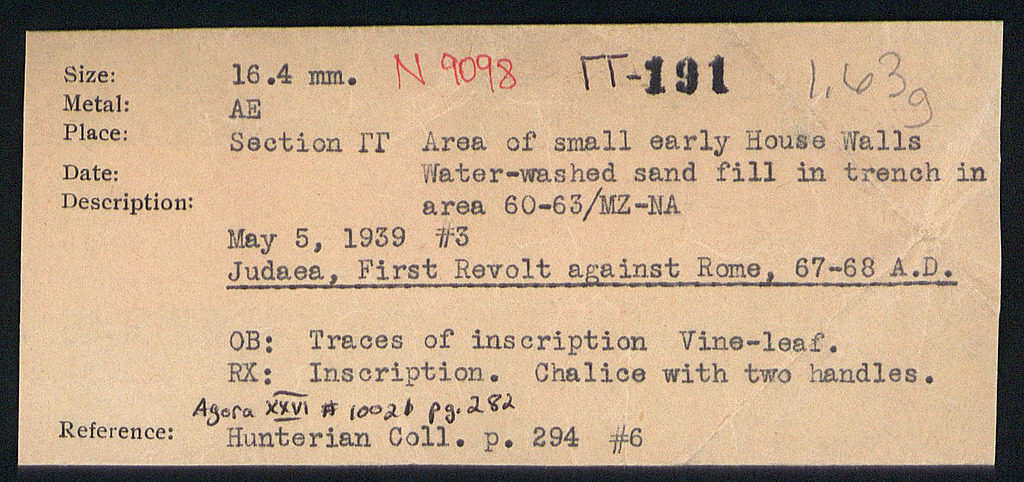 Size: 16.4 mm. N 9098 ΓΓ-191 1.63g
Metal: AE
Place: Section ΓΓ Area of small early House Walls
Date: Water-washed sand fill in trench in
Description: area 60-63/MZ-NA
May 5, 1939 #3
Judaea, First Revolt against Rome, 67-68 A.D.
OB: Traces of inscription Vine-leaf.
RX: Inscription. Chalice with two handles.
Agora XXVI # 1002b pg. 282
Reference: Hunterian Coll. p. 294 #6